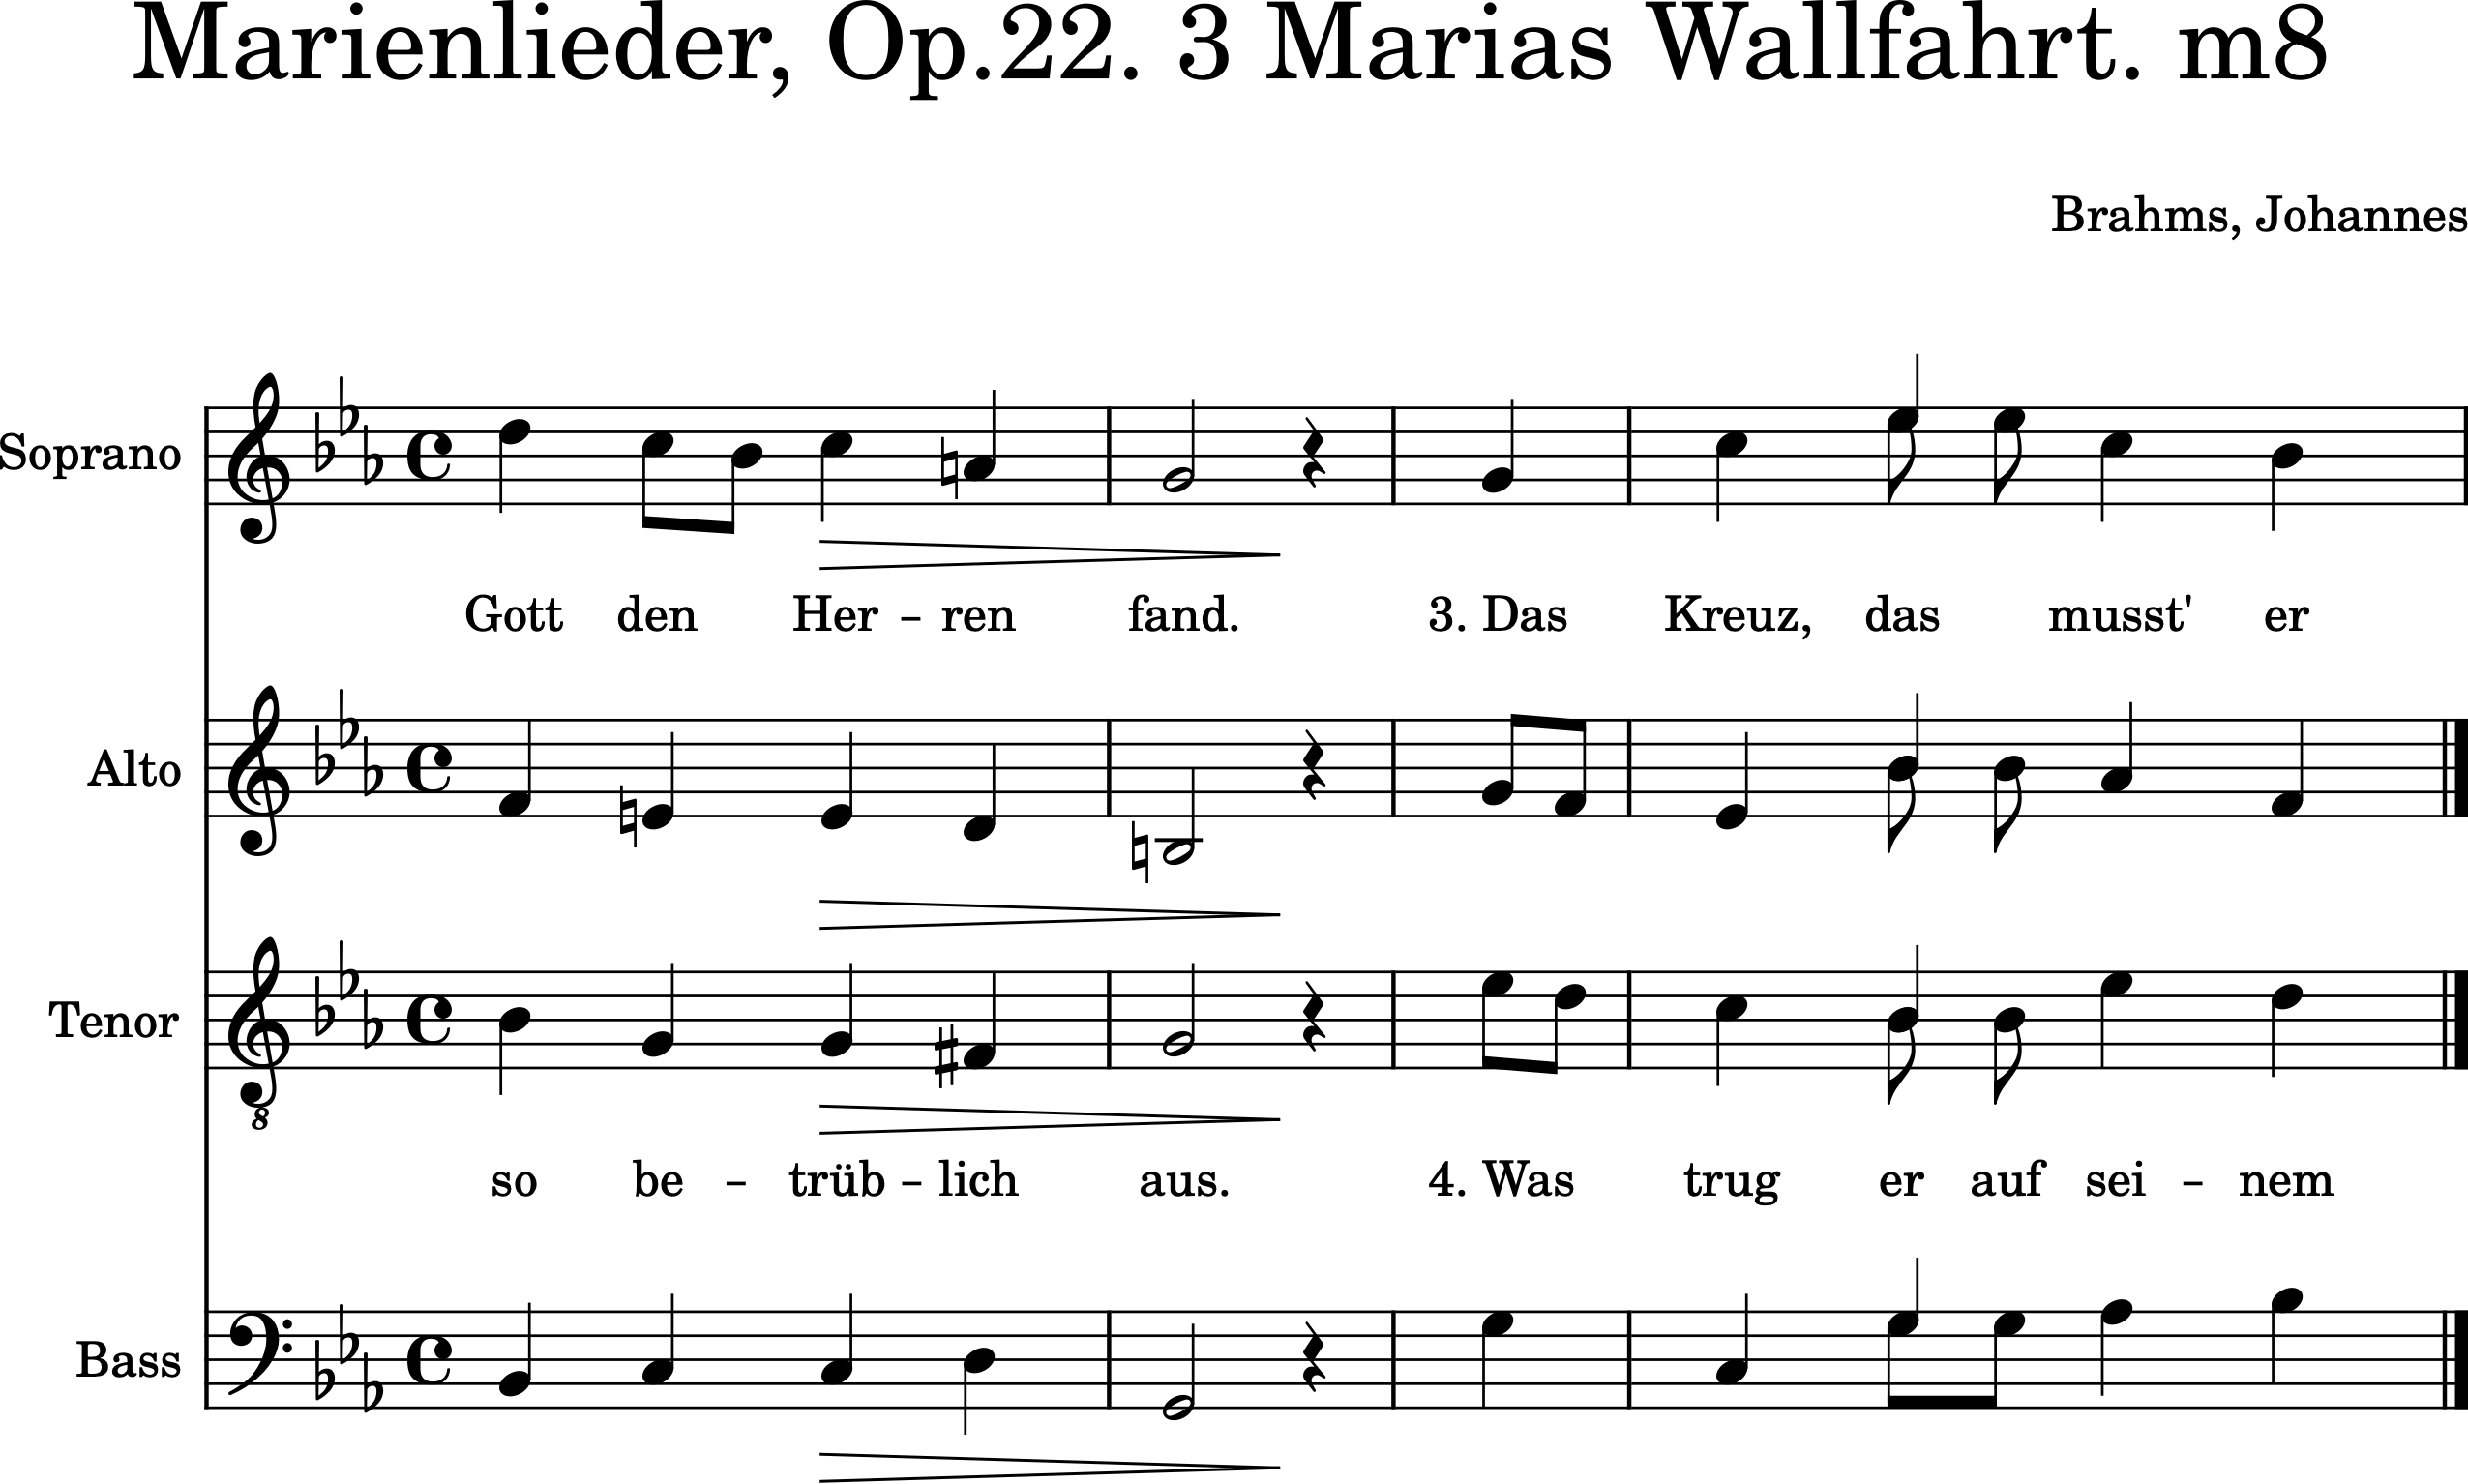 Marienlieder, Op.22. 3 Marias Wallfahrt. m8
Brahms, Johannes
Soprano
Gott den Her – ren fand. 3. Das Kreuz, das musst' er
Alto
Tenor
8
so be – trüb – lich aus. 4. Was trug er auf sei – nem
Bass